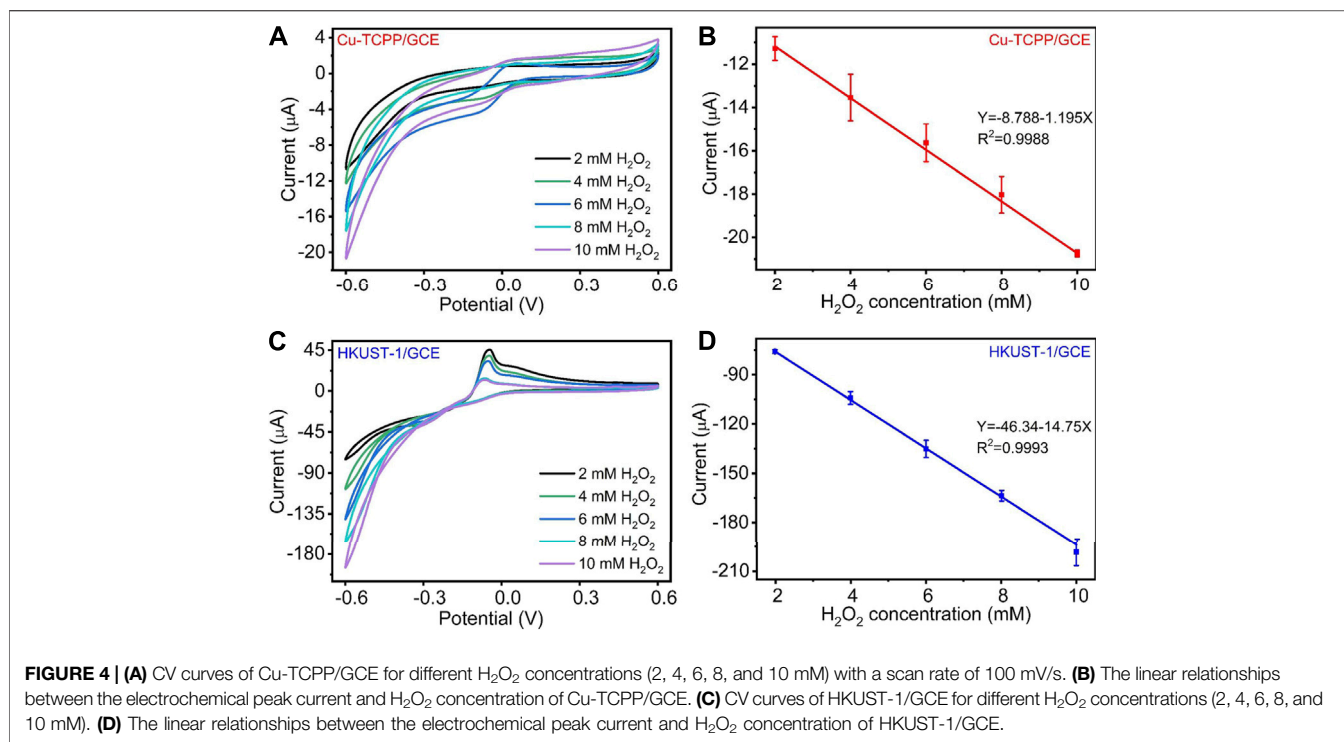 A
Cu-TCPP/GCE
4
0
-4
-8
-12
-16
-20
Current (μA)
2 mM H₂O₂
4 mM H₂O₂
6 mM H₂O₂
8 mM H₂O₂
10 mM H₂O₂
-0.6 -0.3 0.0 0.3 0.6
Potential (V)
B
Cu-TCPP/GCE
-12
-14
-16
-18
-20
Current (μA)
Y=-8.788-1.195X
R²=0.9988
2 4 6 8 10
H₂O₂ concentration (mM)
C
HKUST-1/GCE
45
0
-45
-90
-135
-180
Current (μA)
2 mM H₂O₂
4 mM H₂O₂
6 mM H₂O₂
8 mM H₂O₂
10 mM H₂O₂
-0.6 -0.3 0.0 0.3 0.6
Potential (V)
D
HKUST-1/GCE
-90
-120
-150
-180
-210
Current (μA)
Y=-46.34-14.75X
R²=0.9993
2 4 6 8 10
H₂O₂ concentration (mM)
FIGURE 4 | (A) CV curves of Cu-TCPP/GCE for different H₂O₂ concentrations (2, 4, 6, 8, and 10 mM) with a scan rate of 100 mV/s. (B) The linear relationships
between the electrochemical peak current and H₂O₂ concentration of Cu-TCPP/GCE. (C) CV curves of HKUST-1/GCE for different H₂O₂ concentrations (2, 4, 6, 8, and
10 mM). (D) The linear relationships between the electrochemical peak current and H₂O₂ concentration of HKUST-1/GCE.